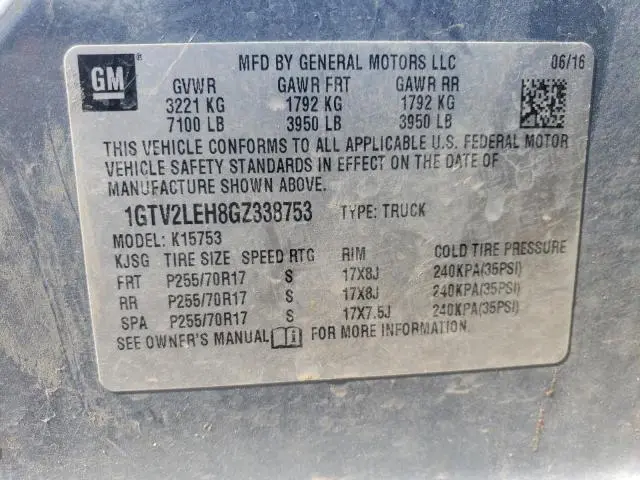 GM
MFD BY GENERAL MOTORS LLC 06/16
GVWR GAWR FRT GAWR RR
3221 KG 1792 KG 1792 KG
7100 LB 3950 LB 3950 LB
THIS VEHICLE CONFORMS TO ALL APPLICABLE U.S. FEDERAL MOTOR
VEHICLE SAFETY STANDARDS IN EFFECT ON THE DATE OF
MANUFACTURE SHOWN ABOVE.
1GTV2LEH8GZ338753 TYPE: TRUCK
MODEL: K15753
KJSG TIRE SIZE SPEED RTG RIM COLD TIRE PRESSURE
FRT P255/70R17 S 17X8J 240KPA(35PSI)
RR P255/70R17 S 17X8J 240KPA(35PSI)
SPA P255/70R17 S 17X7.5J 240KPA(35PSI)
SEE OWNER'S MANUAL FOR MORE INFORMATION.